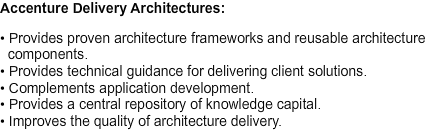 Accenture Delivery Architectures:
• Provides proven architecture frameworks and reusable architecture
components.
• Provides technical guidance for delivering client solutions.
• Complements application development.
• Provides a central repository of knowledge capital.
• Improves the quality of architecture delivery.